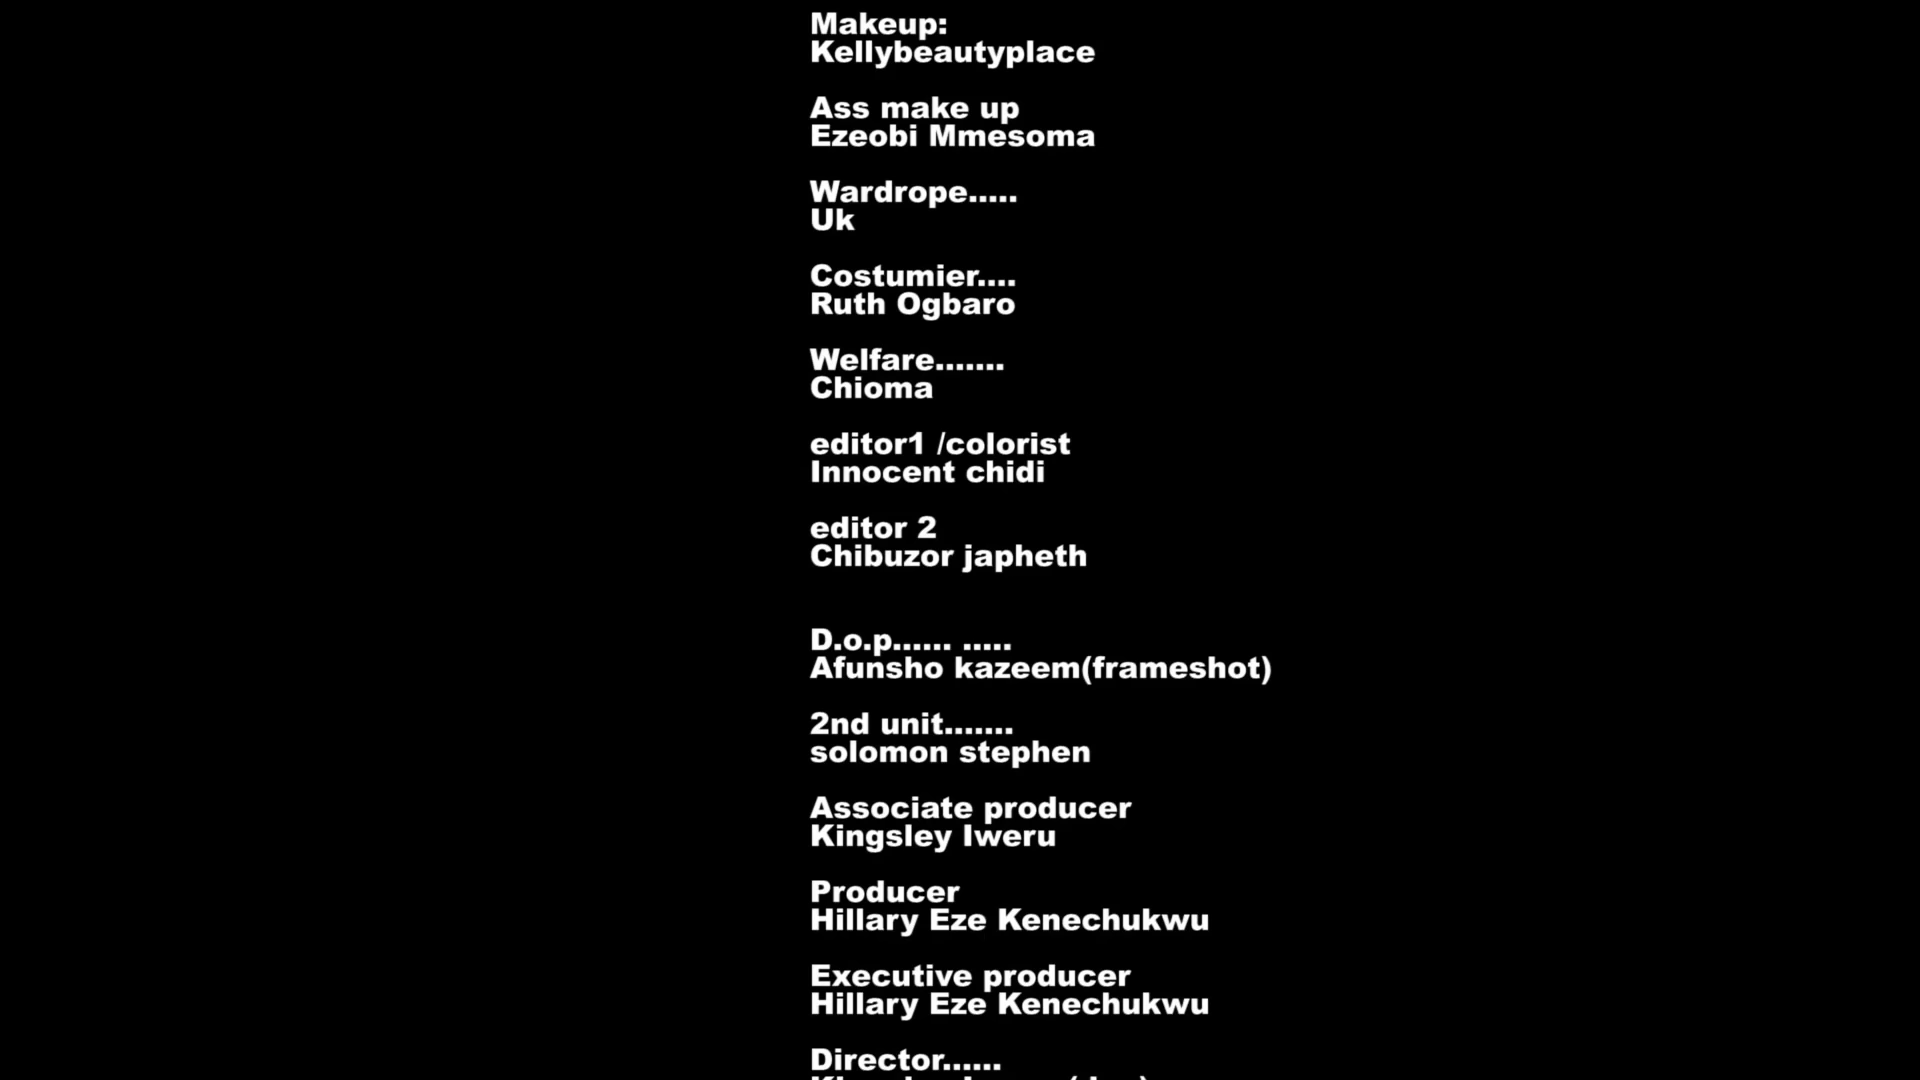 Makeup:
Kellybeautyplace
Ass make up
Ezeobi Mmesoma
Wardrope.....
Uk
Costumier....
Ruth Ogbaro
Welfare.......
Chioma
editor1 /colorist
Innocent chidi
editor 2
Chibuzor japheth
D.o.p...... .....
Afunsho kazeem(frameshot)
2nd unit.......
solomon stephen
Associate producer
Kingsley Iweru
Producer
Hillary Eze Kenechukwu
Executive producer
Hillary Eze Kenechukwu
Director......